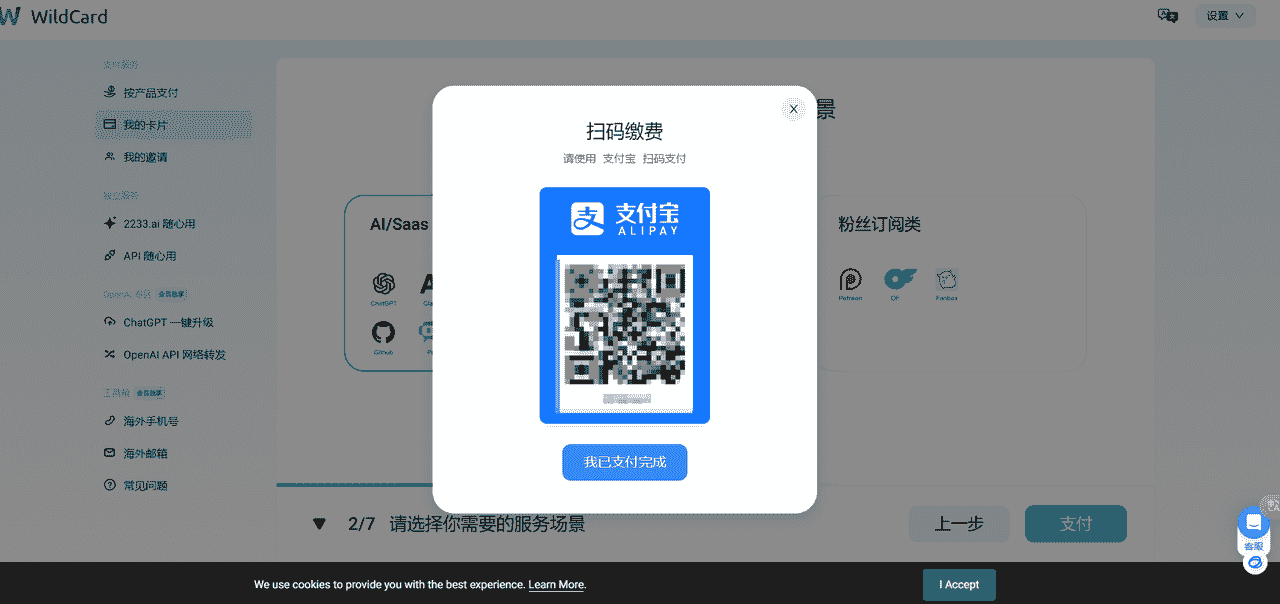 WildCard
设置
支付服务
按产品支付
我的卡片
我的邀请
2233.ai 随心用
API 随心用
OpenAI 专区 会员独享
ChatGPT 一键升级
OpenAI API 网络转发
工具箱 会员独享
海外手机号
海外邮箱
常见问题
景
AI/Saas
ChatGPT
Github
粉丝订阅类
Patreon
OF
Fanbox
扫码缴费
请使用 支付宝 扫码支付
支付宝
ALIPAY
我已支付完成
2/7 请选择你需要的服务场景
上一步
支付
客服
We use cookies to provide you with the best experience. Learn More.
I Accept